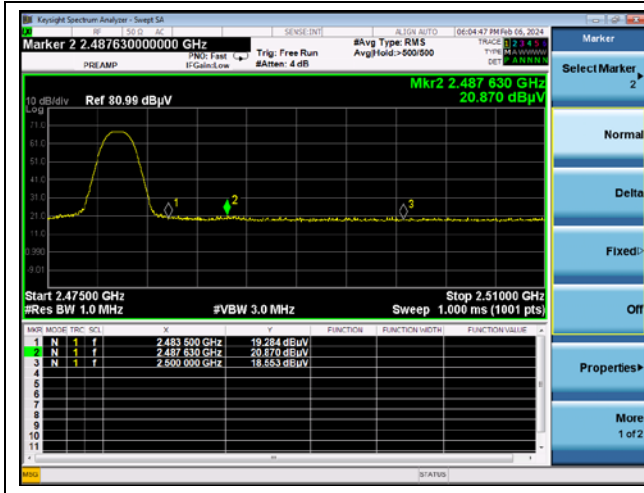 Keysight Spectrum Analyzer - Swept SA
RF 50 Ω AC SENSE:INT ALIGN AUTO 06:04:47 PM Feb 06, 2024
Marker 2 2.487630000000 GHz
PREAMP
PNO: Fast
IFGain:Low
Trig: Free Run
#Atten: 4 dB
#Avg Type: RMS
Avg|Hold:>500/500
TRACE 1 2 3 4 5 6
TYPE M A WWWW
DET P A N N N N
Mkr2 2.487 630 GHz
20.870 dBµV
10 dB/div Ref 80.99 dBµV
Log
71.0
61.0
51.0
41.0
31.0
21.0
11.0
0.990
-9.01
1
2
3
Start 2.47500 GHz Stop 2.51000 GHz
#Res BW 1.0 MHz #VBW 3.0 MHz Sweep 1.000 ms (1001 pts)
MKR MODE TRC SCL X Y FUNCTION FUNCTION WIDTH FUNCTION VALUE
1 N 1 f 2.483 500 GHz 19.284 dBµV
2 N 1 f 2.487 630 GHz 20.870 dBµV
3 N 1 f 2.500 000 GHz 18.553 dBµV
4
5
6
7
8
9
10
11
MSG STATUS
Marker
Select Marker
2
Normal
Delta
Fixed
Off
Properties
More
1 of 2